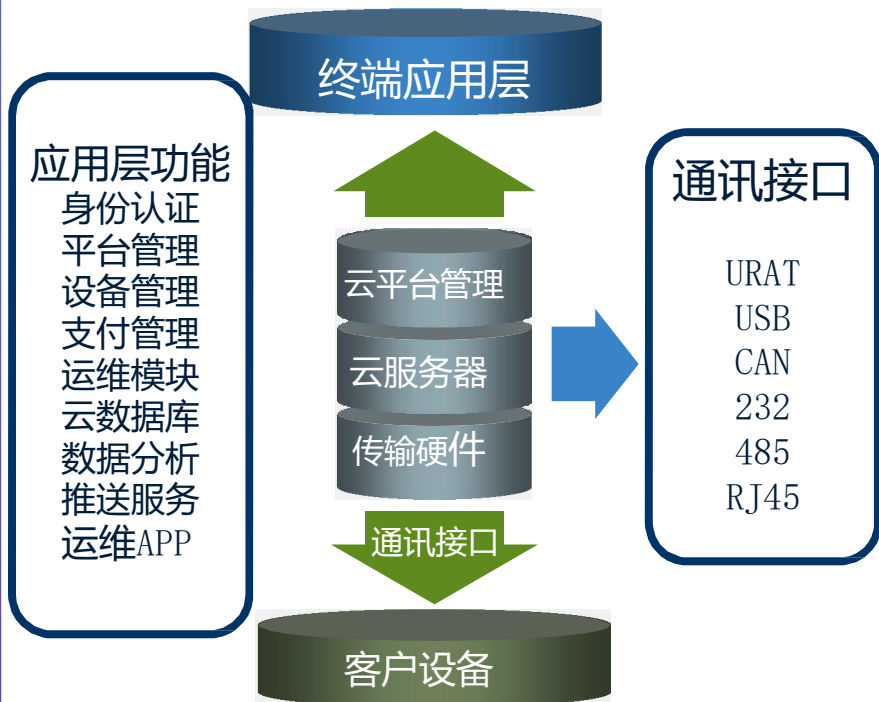 终端应用层
应用层功能
身份认证
平台管理
设备管理
支付管理
运维模块
云数据库
数据分析
推送服务
运维APP
云平台管理
云服务器
传输硬件
通讯接口
客户设备
通讯接口
URAT
USB
CAN
232
485
RJ45